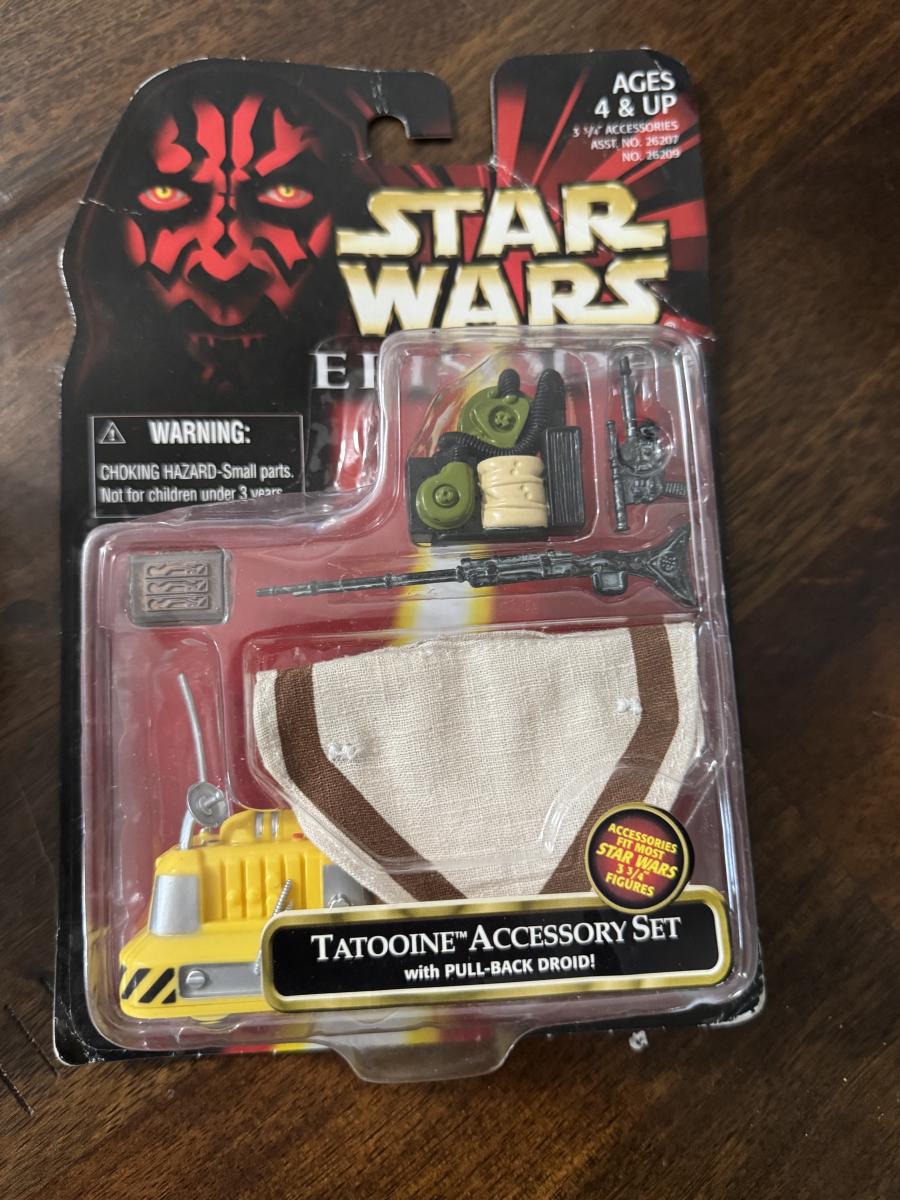 AGES
4 & UP
3 3/4" ACCESSORIES
ASST. NO. 26207
NO. 26209
STAR
WARS
EPISODE
WARNING:
CHOKING HAZARD-Small parts.
Not for children under 3 years.
ACCESSORIES
FIT MOST
STAR WARS
3 3/4"
FIGURES
TATOOINE™ ACCESSORY SET
with PULL-BACK DROID!